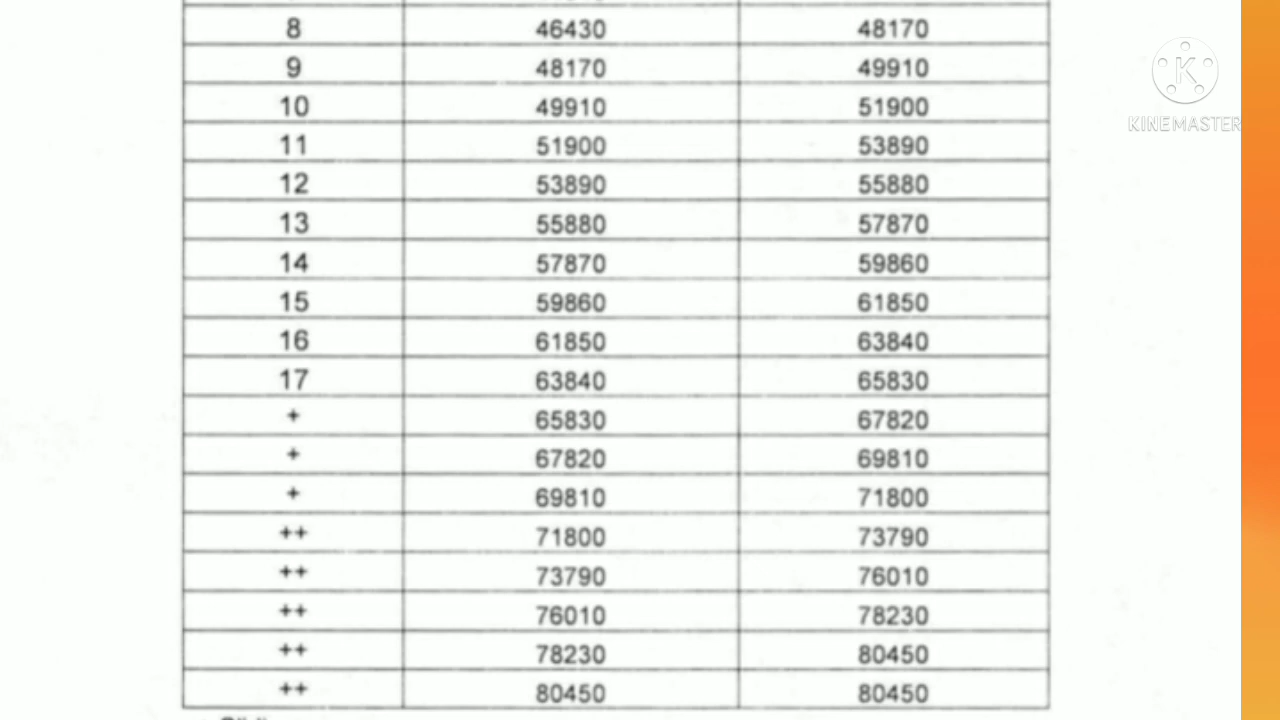 8 46430 48170
9 48170 49910
10 49910 51900
11 51900 53890
12 53890 55880
13 55880 57870
14 57870 59860
15 59860 61850
16 61850 63840
17 63840 65830
+ 65830 67820
+ 67820 69810
+ 69810 71800
++ 71800 73790
++ 73790 76010
++ 76010 78230
++ 78230 80450
++ 80450 80450
K
KINEMASTER